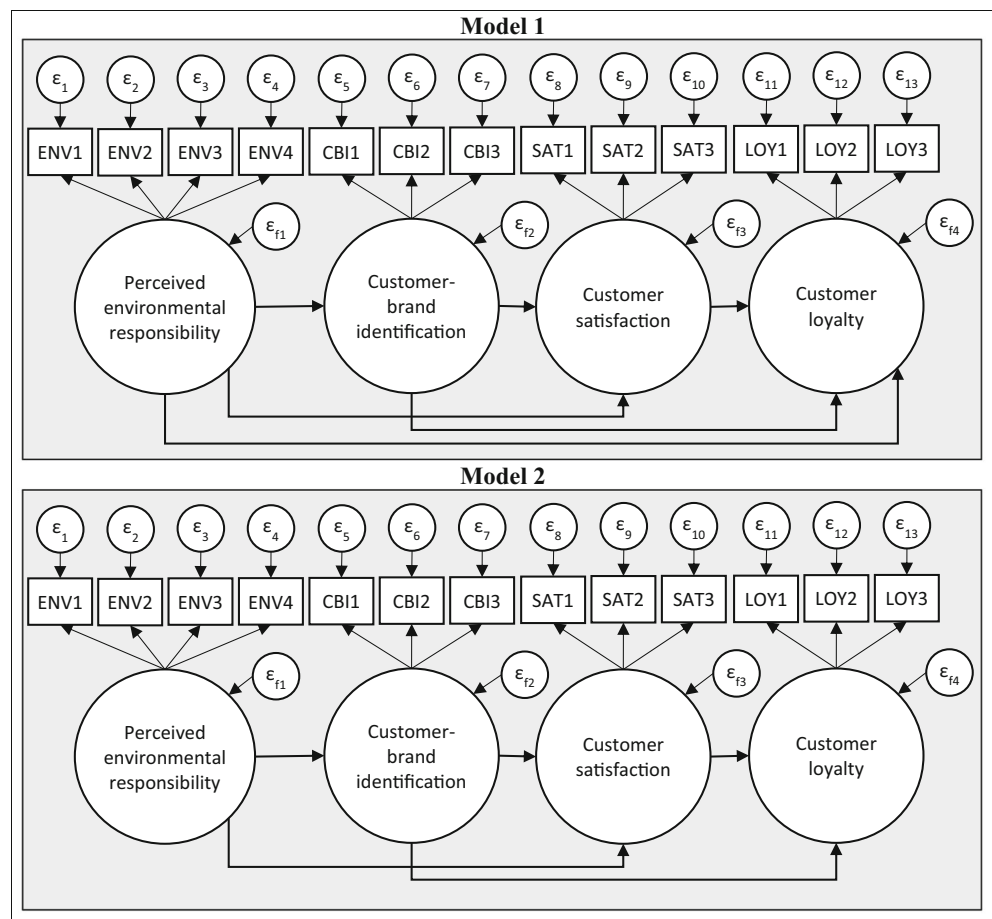 Model 1
ε1 ε2 ε3 ε4 ε5 ε6 ε7 ε8 ε9 ε10 ε11 ε12 ε13
ENV1 ENV2 ENV3 ENV4 CBI1 CBI2 CBI3 SAT1 SAT2 SAT3 LOY1 LOY2 LOY3
εf1 εf2 εf3 εf4
Perceived
environmental
responsibility
Customer-
brand
identification
Customer
satisfaction
Customer
loyalty
Model 2
ε1 ε2 ε3 ε4 ε5 ε6 ε7 ε8 ε9 ε10 ε11 ε12 ε13
ENV1 ENV2 ENV3 ENV4 CBI1 CBI2 CBI3 SAT1 SAT2 SAT3 LOY1 LOY2 LOY3
εf1 εf2 εf3 εf4
Perceived
environmental
responsibility
Customer-
brand
identification
Customer
satisfaction
Customer
loyalty